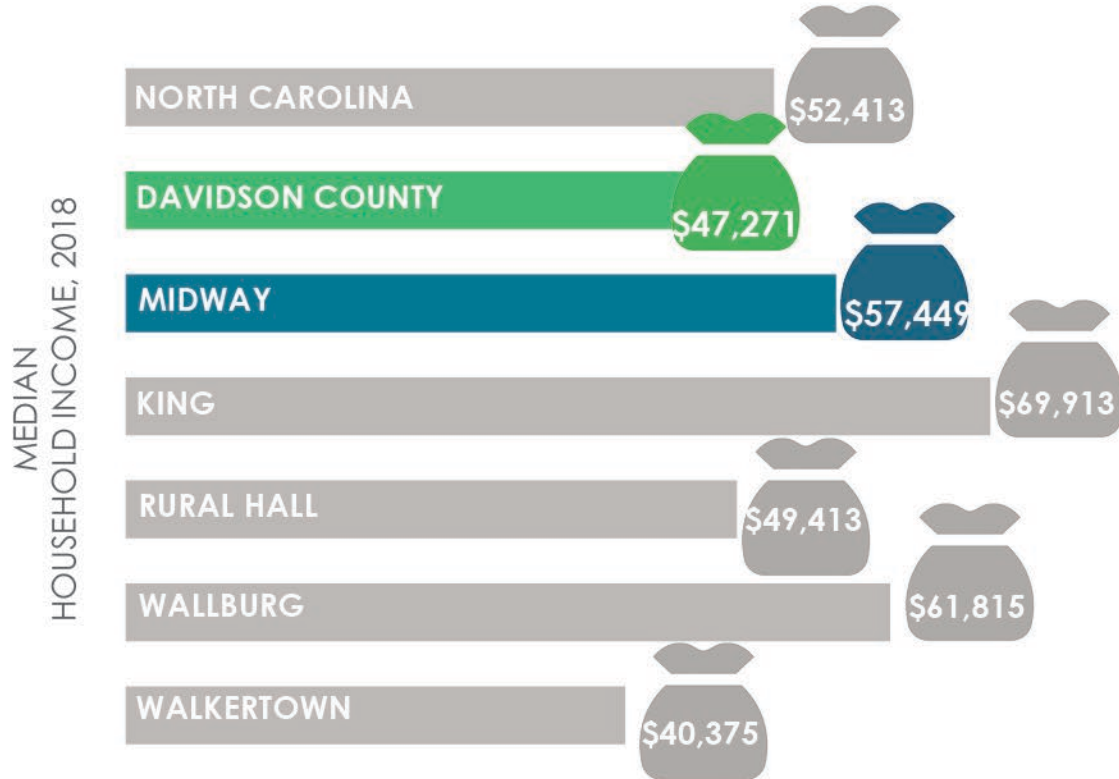 MEDIAN
HOUSEHOLD INCOME, 2018
NORTH CAROLINA
$52,413
DAVIDSON COUNTY
$47,271
MIDWAY
$57,449
KING
$69,913
RURAL HALL
$49,413
WALLBURG
$61,815
WALKERTOWN
$40,375